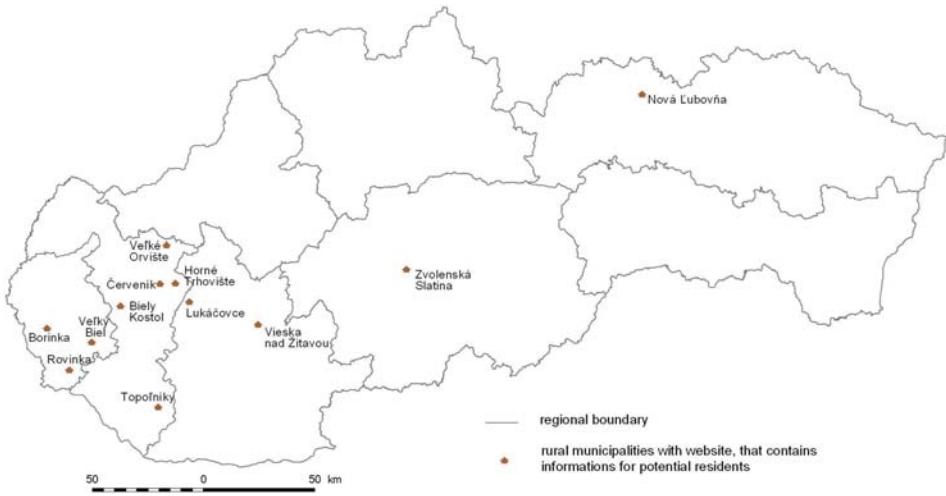 Nová Ľubovňa
Veľké
Orvište
Horné
Trhovište
Červeník
Zvolenská
Slatina
Biely
Kostol
Lukáčovce
Veľký
Biel
Borinka
Vieska
nad Žitavou
Rovinka
Topoľníky
regional boundary
rural municipalities with website, that contains
informations for potential residents
50 0 50 km